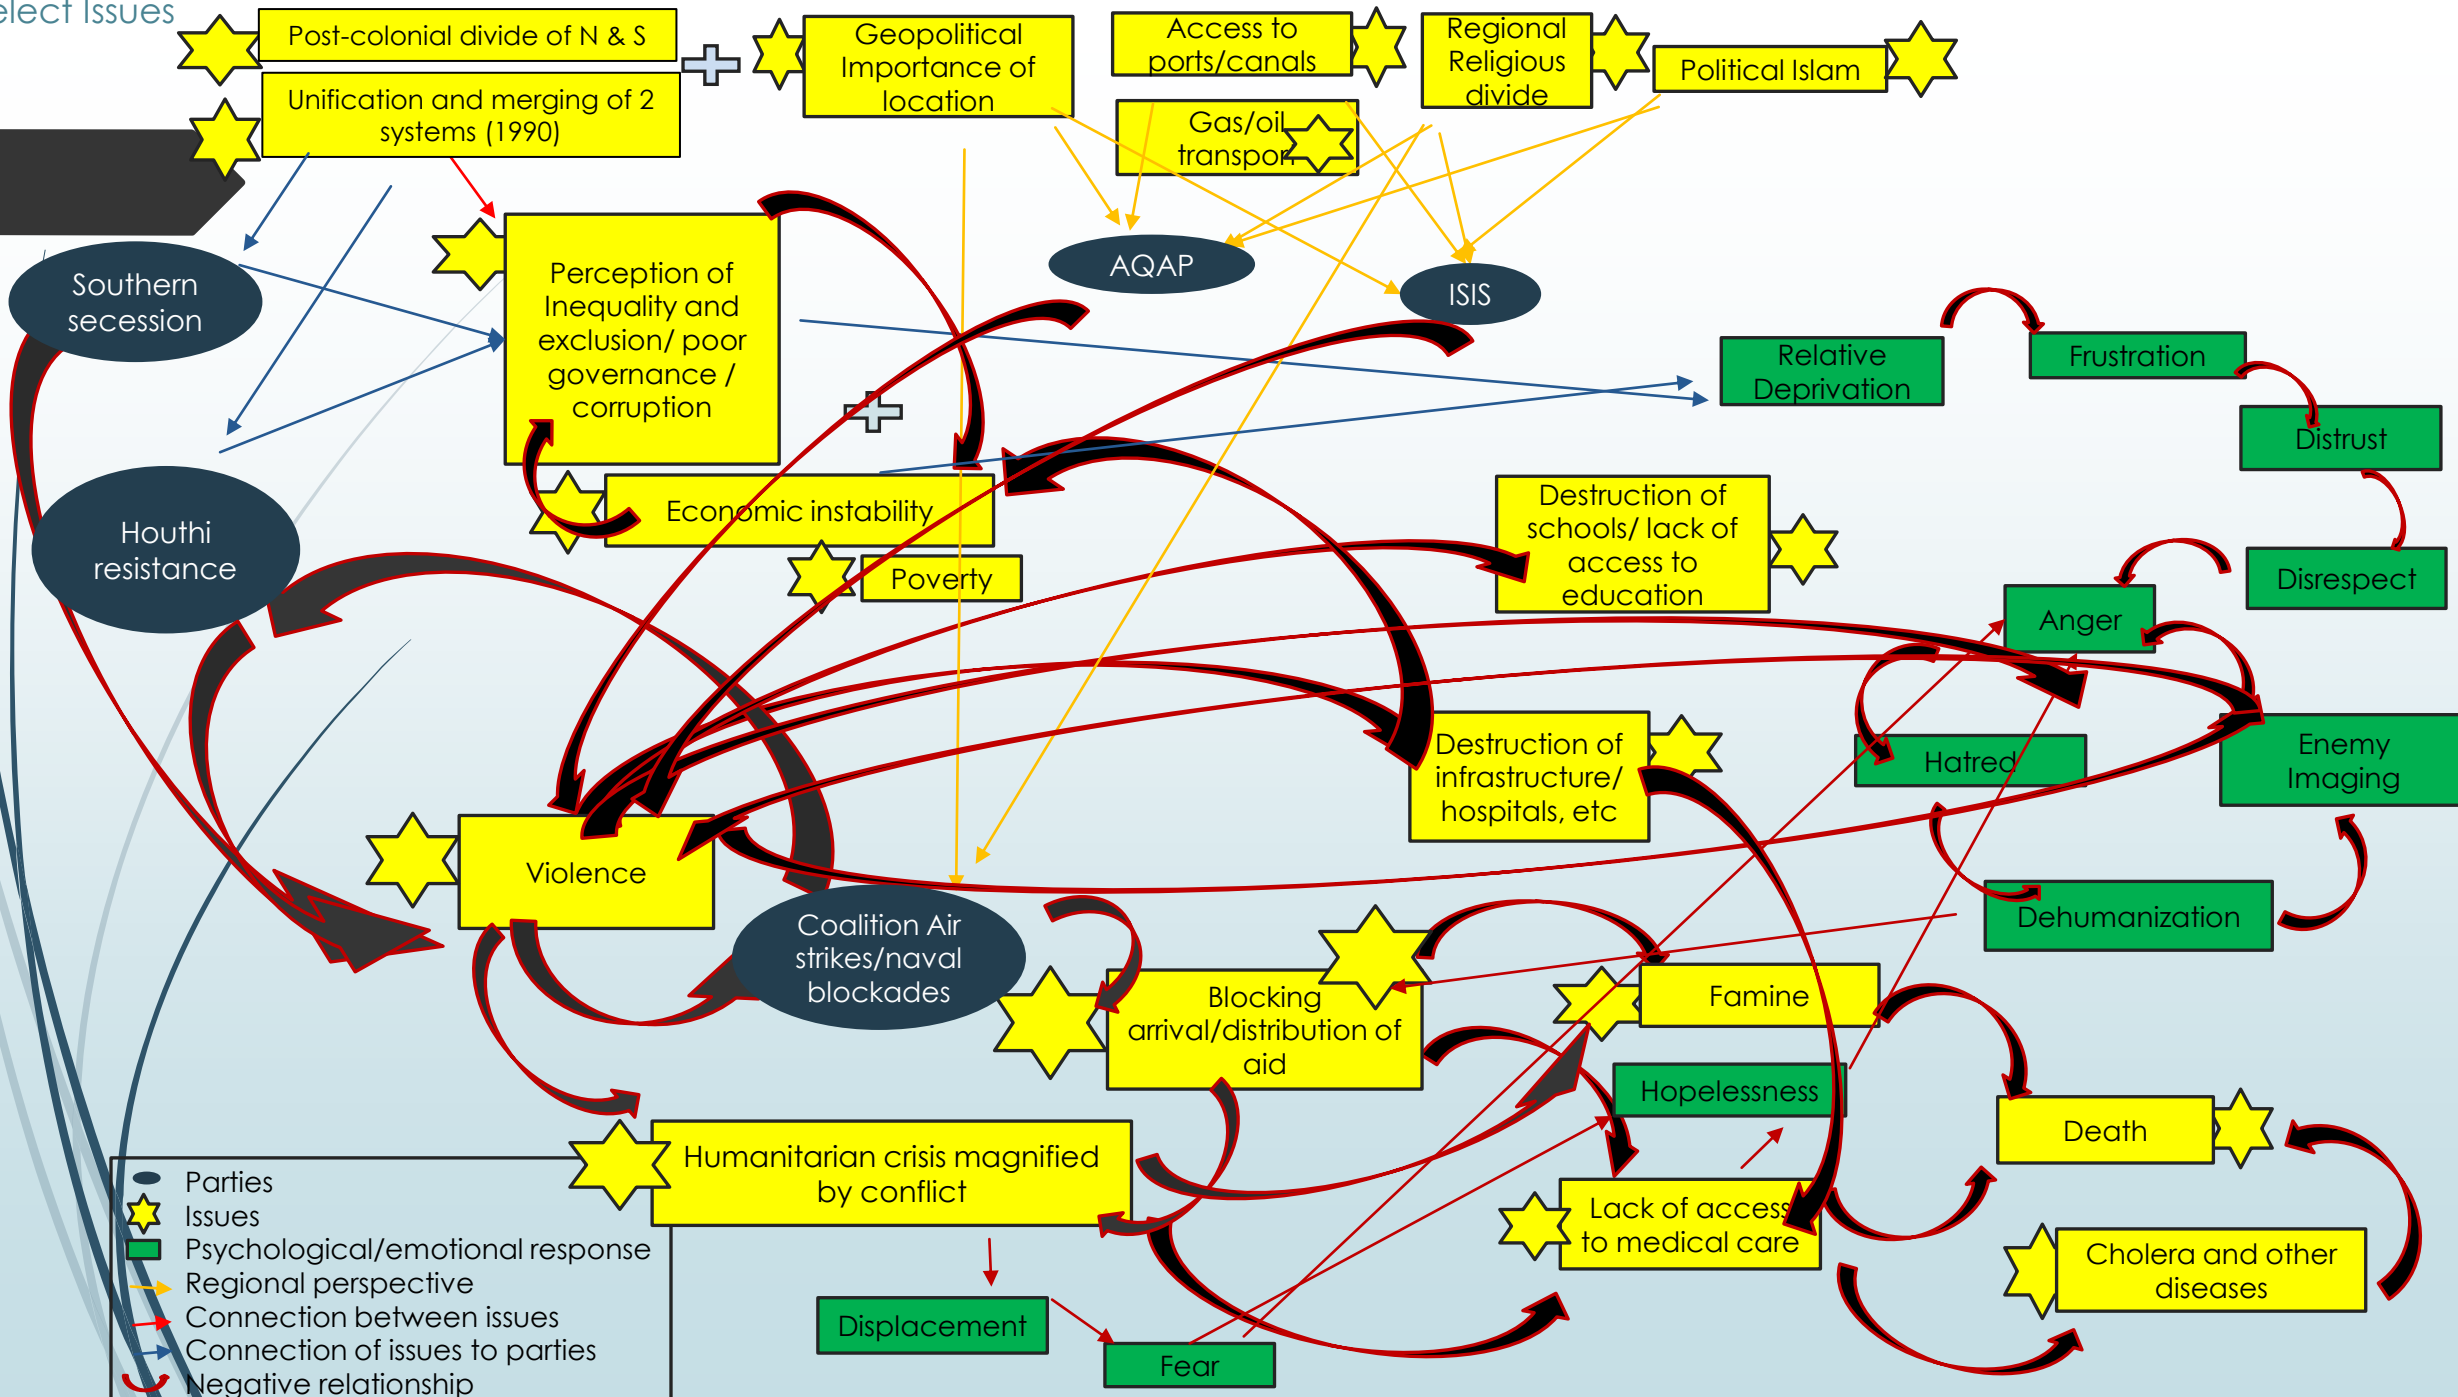 elect Issues
Post-colonial divide of N & S
Unification and merging of 2
systems (1990)
Geopolitical
Importance of
location
Access to
ports/canals
Gas/oil
transport
Regional
Religious
divide
Political Islam
Southern
secession
Perception of
Inequality and
exclusion/ poor
governance /
corruption
AQAP
ISIS
Relative
Deprivation
Frustration
Distrust
Disrespect
Anger
Houthi
resistance
Economic instability
Poverty
Destruction of
schools/ lack of
access to
education
Destruction of
infrastructure/
hospitals, etc
Hatred
Enemy
Imaging
Dehumanization
Violence
Coalition Air
strikes/naval
blockades
Blocking
arrival/distribution of
aid
Famine
Hopelessness
Death
Humanitarian crisis magnified
by conflict
Lack of access
to medical care
Cholera and other
diseases
Displacement
Fear
Parties
Issues
Psychological/emotional response
Regional perspective
Connection between issues
Connection of issues to parties
Negative relationship